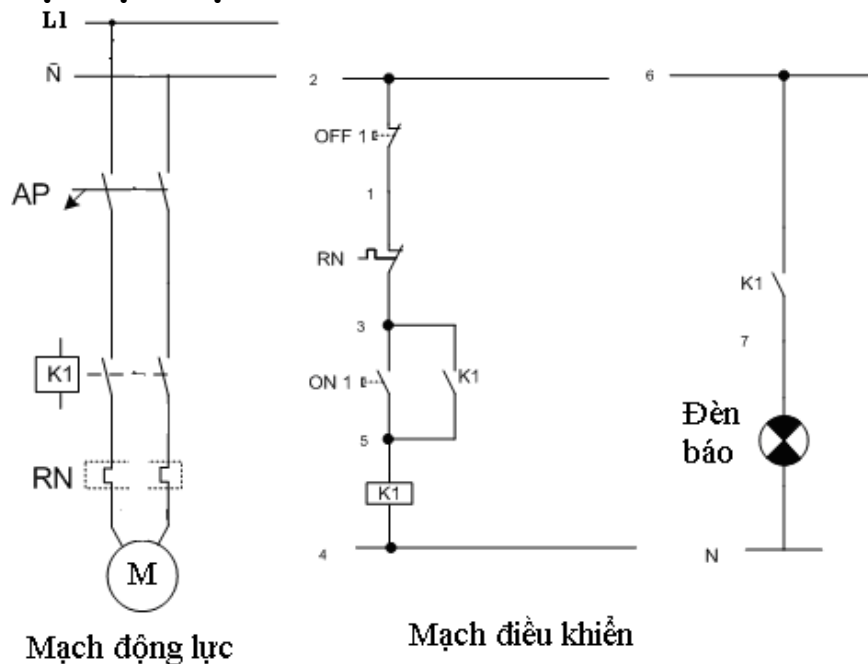 L1
Ñ
AP
K1
RN
M
Mạch động lực
2
OFF 1
1
RN
3
ON 1
K1
5
K1
4
Mạch điều khiển
6
K1
7
Đèn
báo
N